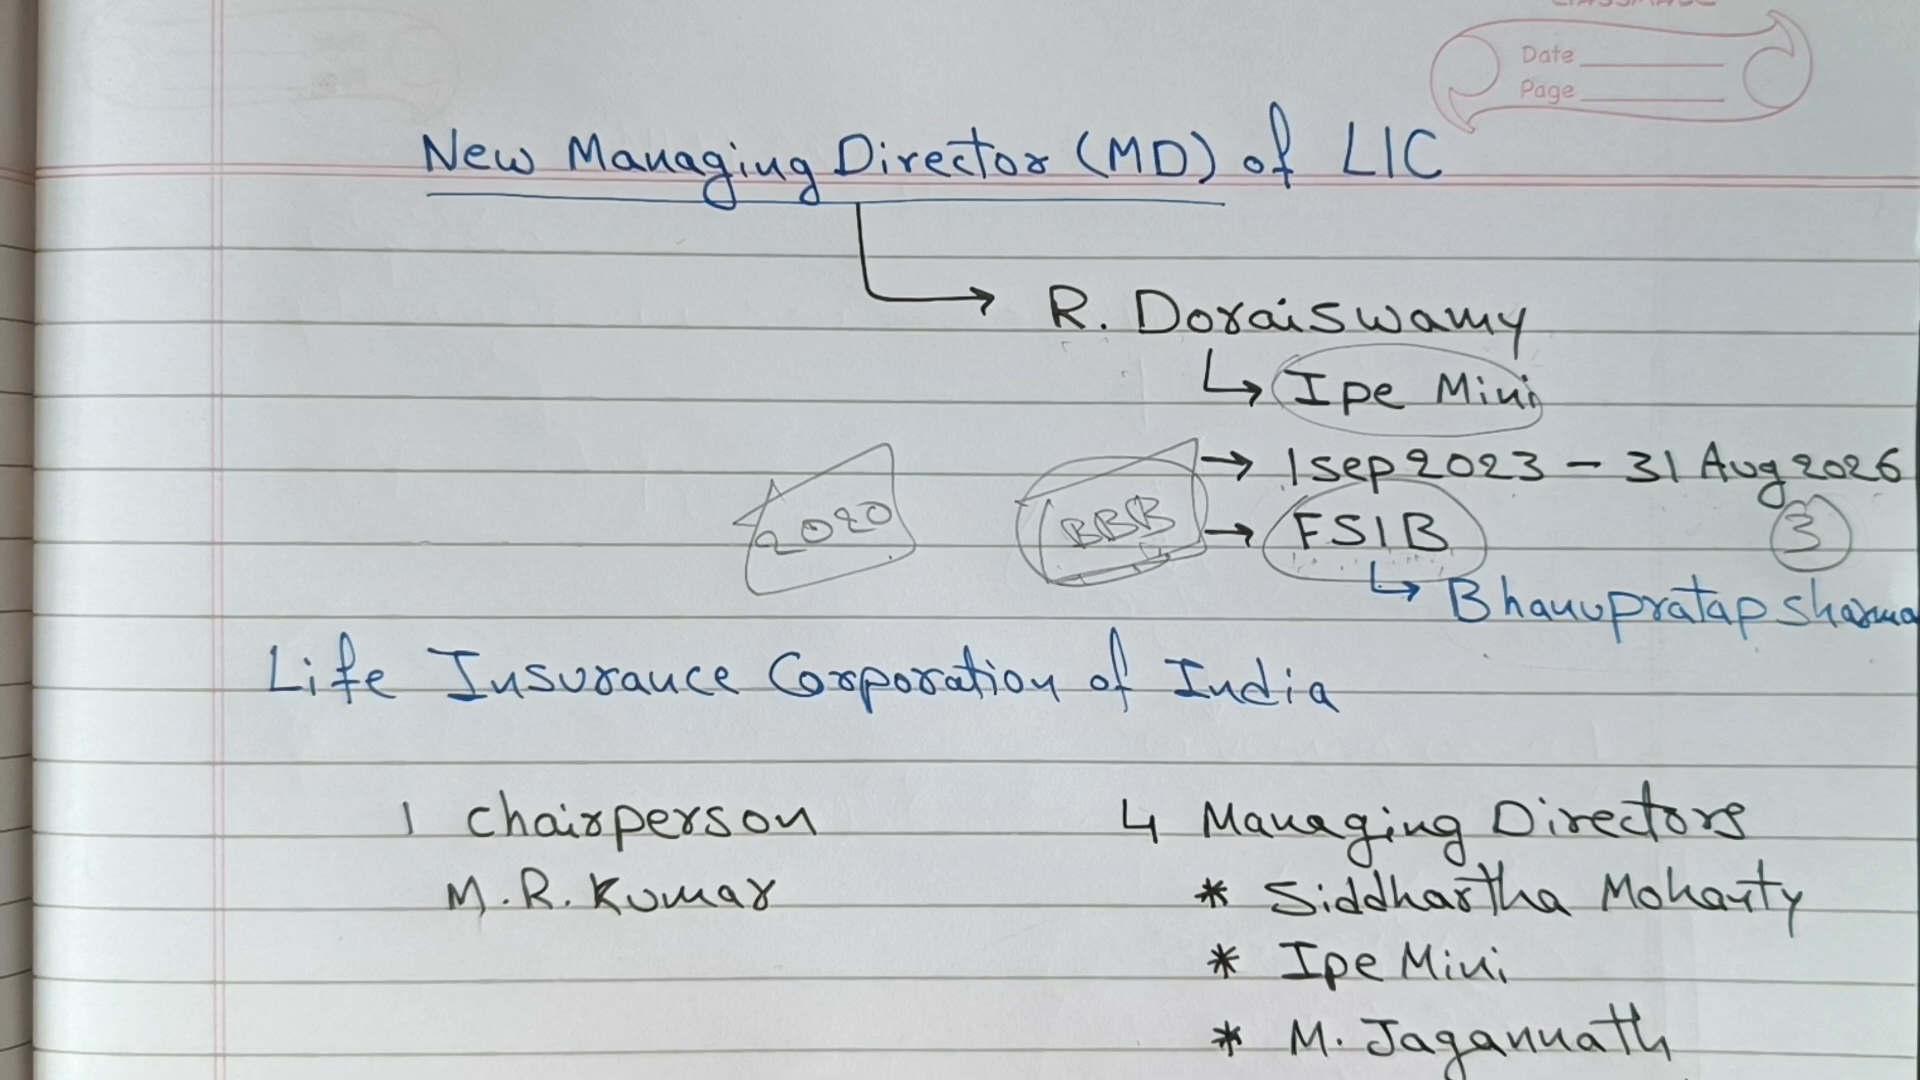 Date
Page
New Managing Director (MD) of LIC
R. Doraiswamy
Ipe Mini
1 sep 2023 - 31 Aug 2026
2020
BBB
FSIB
3
Bhanupratap sharma
Life Insurance Corporation of India
1 chairperson
4 Managing Directors
M.R. Kumar
* Siddhartha Mohanty
* Ipe Mini
* M. Jagannath